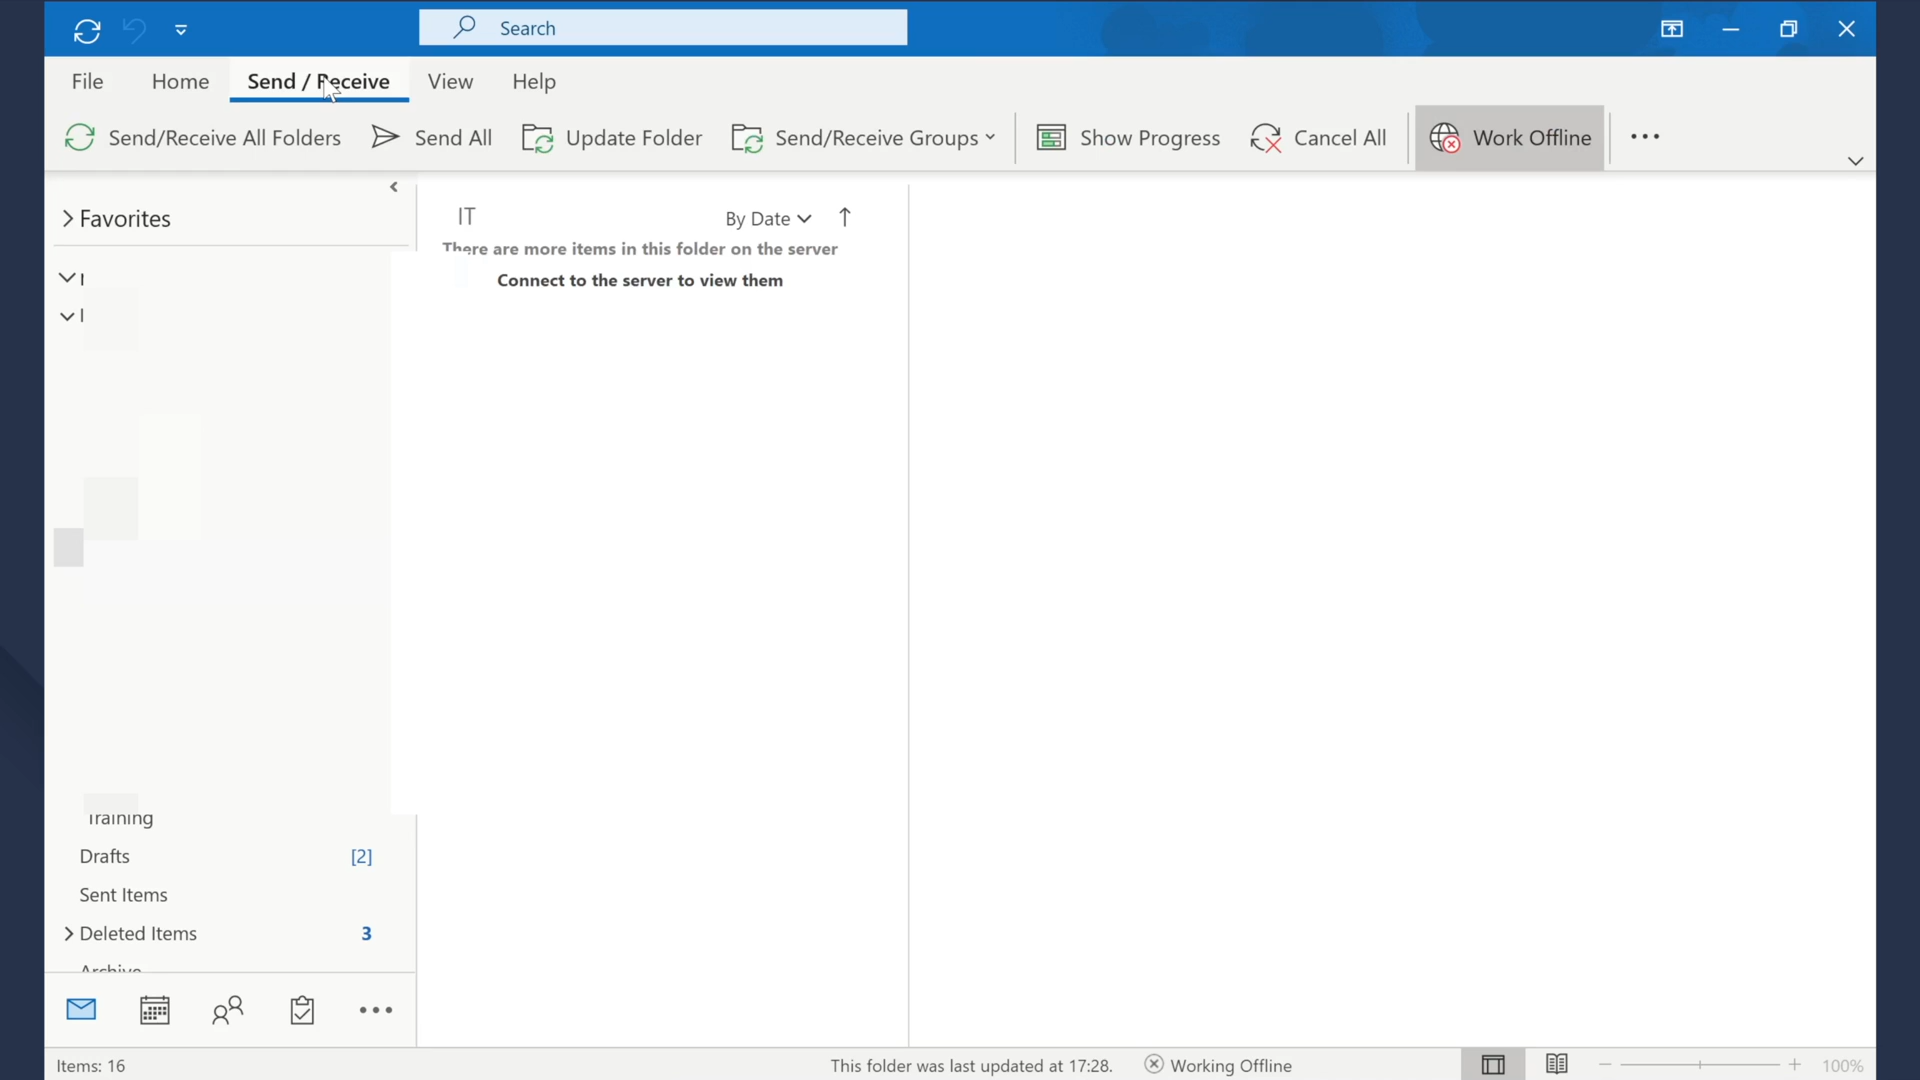 Search
File Home Send / Receive View Help
Send/Receive All Folders Send All Update Folder Send/Receive Groups Show Progress Cancel All Work Offline
Favorites
IT By Date
There are more items in this folder on the server
Connect to the server to view them
Training
Drafts [2]
Sent Items
Deleted Items 3
Archive
Items: 16 This folder was last updated at 17:28. Working Offline 100%